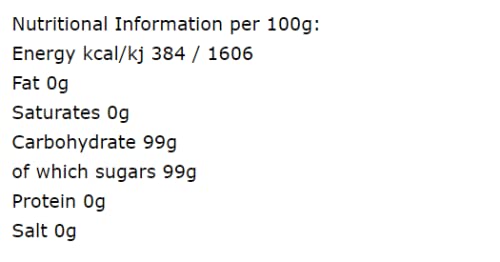 Nutritional Information per 100g:
Energy kcal/kj 384 / 1606
Fat 0g
Saturates 0g
Carbohydrate 99g
of which sugars 99g
Protein 0g
Salt 0g